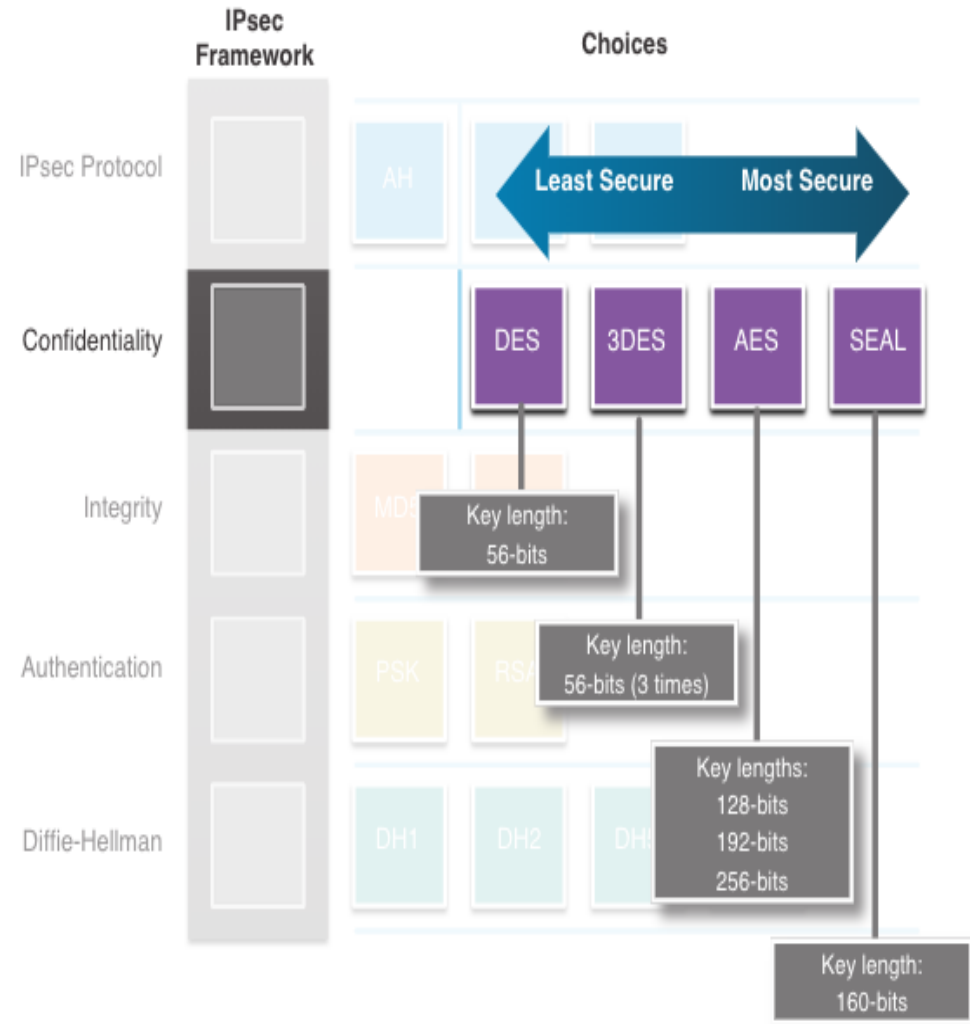 IPsec
Framework
Choices
IPsec Protocol
AH
Least Secure
Most Secure
Confidentiality
DES
3DES
AES
SEAL
Integrity
MD5
Key length:
56-bits
Authentication
PSK
RSA
Key length:
56-bits (3 times)
Diffie-Hellman
DH1
DH2
Key lengths:
128-bits
192-bits
256-bits
Key length:
160-bits